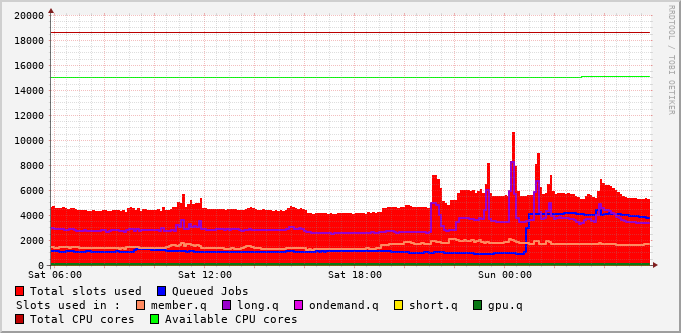 RRDTOOL / TOBI OETIKER
20000
18000
16000
14000
12000
10000
8000
6000
4000
2000
0
Sat 06:00 Sat 12:00 Sat 18:00 Sun 00:00
Total slots used Queued Jobs
Slots used in : member.q long.q ondemand.q short.q gpu.q
Total CPU cores Available CPU cores